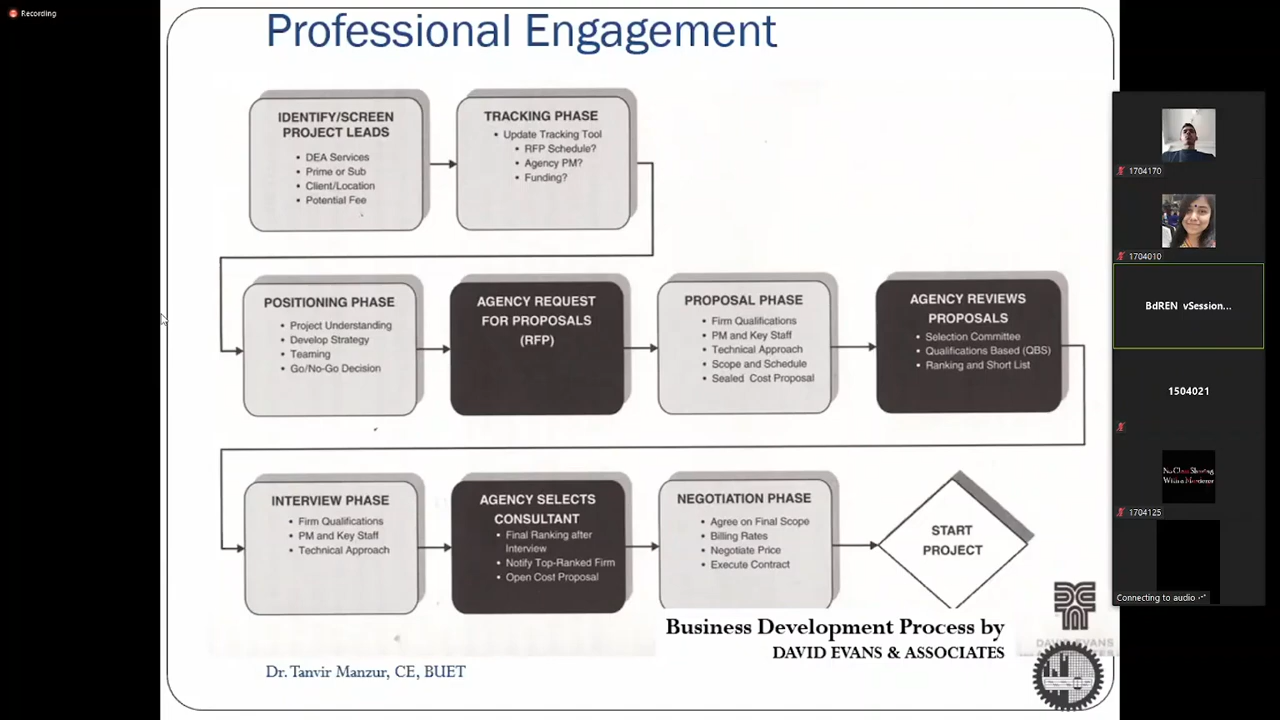 Recording
Professional Engagement
IDENTIFY/SCREEN
PROJECT LEADS
• DEA Services
• Prime or Sub
• Client/Location
• Potential Fee
TRACKING PHASE
• Update Tracking Tool
• RFP Schedule?
• Agency PM?
• Funding?
POSITIONING PHASE
• Project Understanding
• Develop Strategy
• Teaming
• Go/No-Go Decision
AGENCY REQUEST
FOR PROPOSALS
(RFP)
PROPOSAL PHASE
• Firm Qualifications
• PM and Key Staff
• Technical Approach
• Scope and Schedule
• Sealed Cost Proposal
AGENCY REVIEWS
PROPOSALS
• Selection Committee
• Qualifications Based (QBS)
• Ranking and Short List
INTERVIEW PHASE
• Firm Qualifications
• PM and Key Staff
• Technical Approach
AGENCY SELECTS
CONSULTANT
• Final Ranking after
Interview
• Notify Top-Ranked Firm
• Open Cost Proposal
NEGOTIATION PHASE
• Agree on Final Scope
• Billing Rates
• Negotiate Price
• Execute Contract
START
PROJECT
Business Development Process by
DAVID EVANS & ASSOCIATES
DAVID EVANS
Dr. Tanvir Manzur, CE, BUET
1704170
1704010
BdREN vSession...
1504021
1704125
Connecting to audio